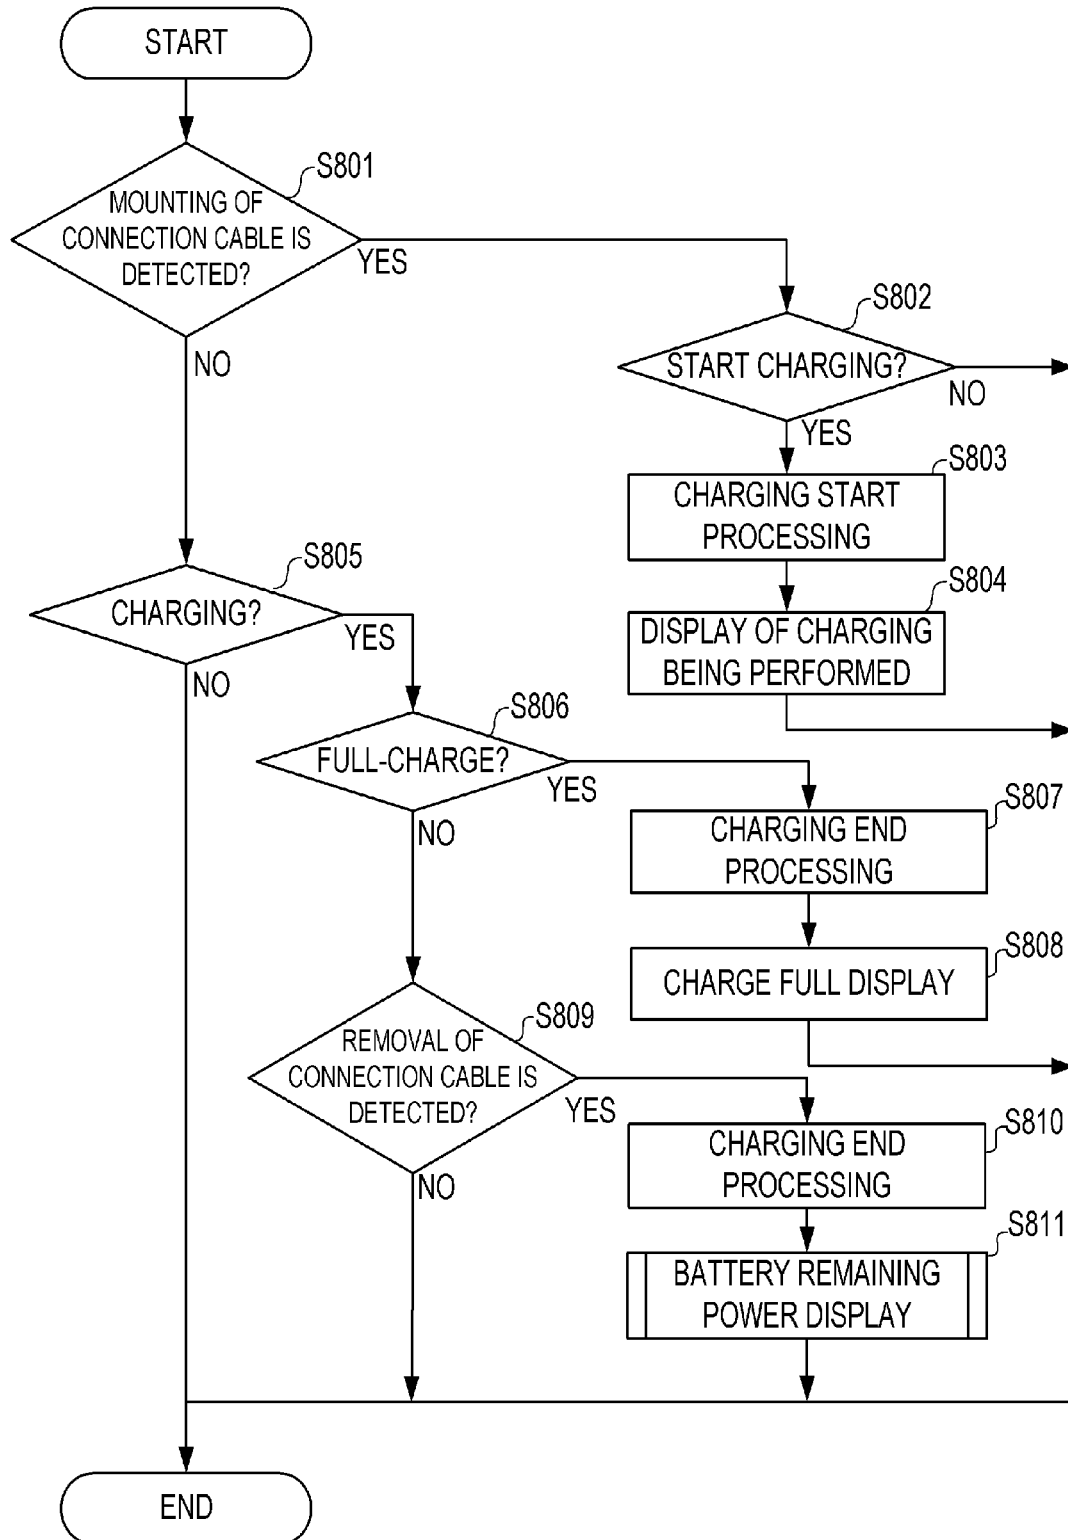 START
S801
MOUNTING OF
CONNECTION CABLE IS
DETECTED?
YES
NO
S802
START CHARGING?
NO
YES
S803
CHARGING START
PROCESSING
S804
DISPLAY OF CHARGING
BEING PERFORMED
S805
CHARGING?
YES
NO
S806
FULL-CHARGE?
YES
NO
S807
CHARGING END
PROCESSING
S808
CHARGE FULL DISPLAY
S809
REMOVAL OF
CONNECTION CABLE IS
DETECTED?
YES
NO
S810
CHARGING END
PROCESSING
S811
BATTERY REMAINING
POWER DISPLAY
END